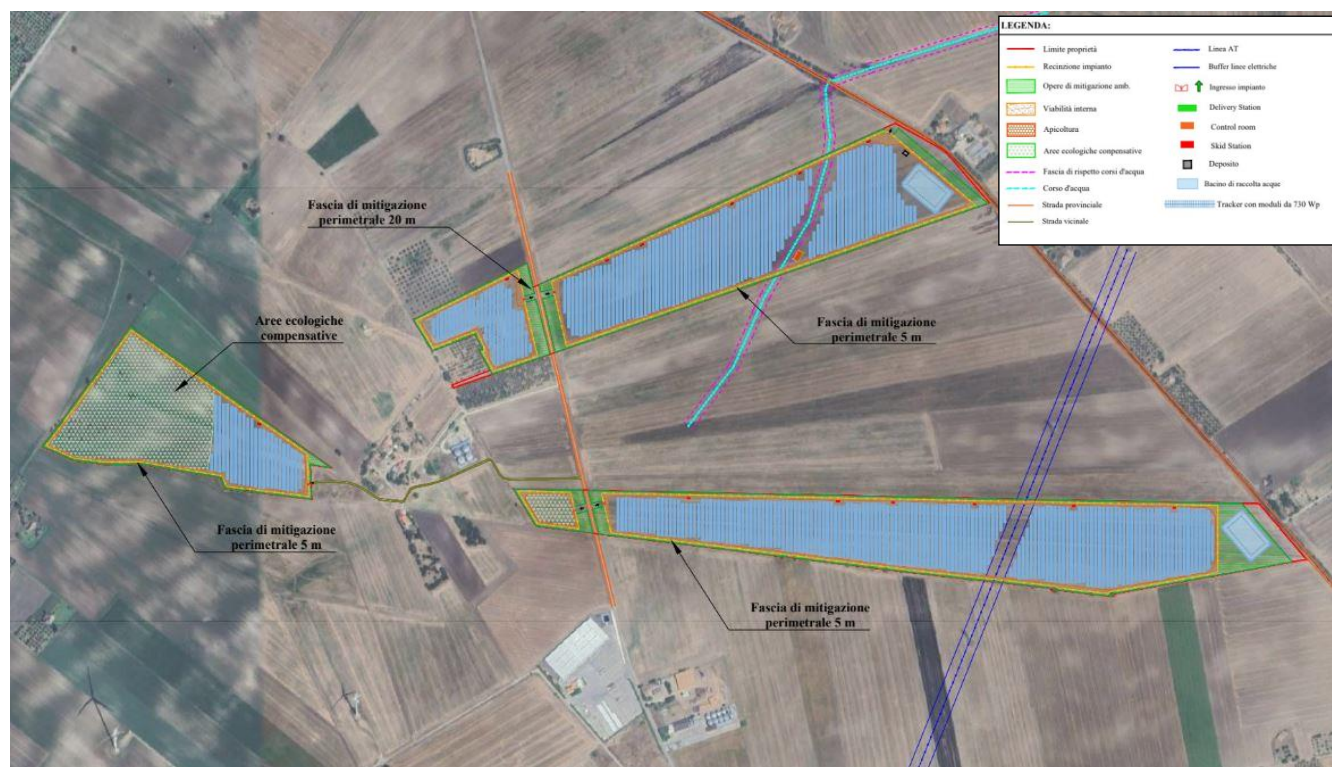 LEGENDA:
Limite proprietà
Recinzione impianto
Opere di mitigazione amb.
Viabilità interna
Apicoltura
Aree ecologiche conpensative
Fascia di rispetto corsi d'acqua
Corso d'acqua
Strada provinciale
Strada vicinale
Linea AT
Buffer linee elettriche
Ingresso impianto
Delivery Station
Control room
Skid Station
Deposito
Bacino di raccolta acque
Tracker con moduli da 730 Wp
Fascia di mitigazione
perimetrale 20 m
Aree ecologiche
compensative
Fascia di mitigazione
perimetrale 5 m
Fascia di mitigazione
perimetrale 5 m
Fascia di mitigazione
perimetrale 5 m